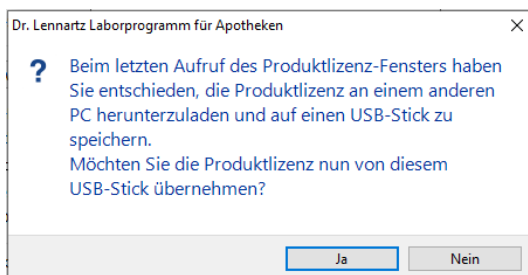 Dr. Lennartz Laborprogramm für Apotheken
Beim letzten Aufruf des Produktlizenz-Fensters haben
Sie entschieden, die Produktlizenz an einem anderen
PC herunterzuladen und auf einen USB-Stick zu
speichern.
Möchten Sie die Produktlizenz nun von diesem
USB-Stick übernehmen?
Ja
Nein